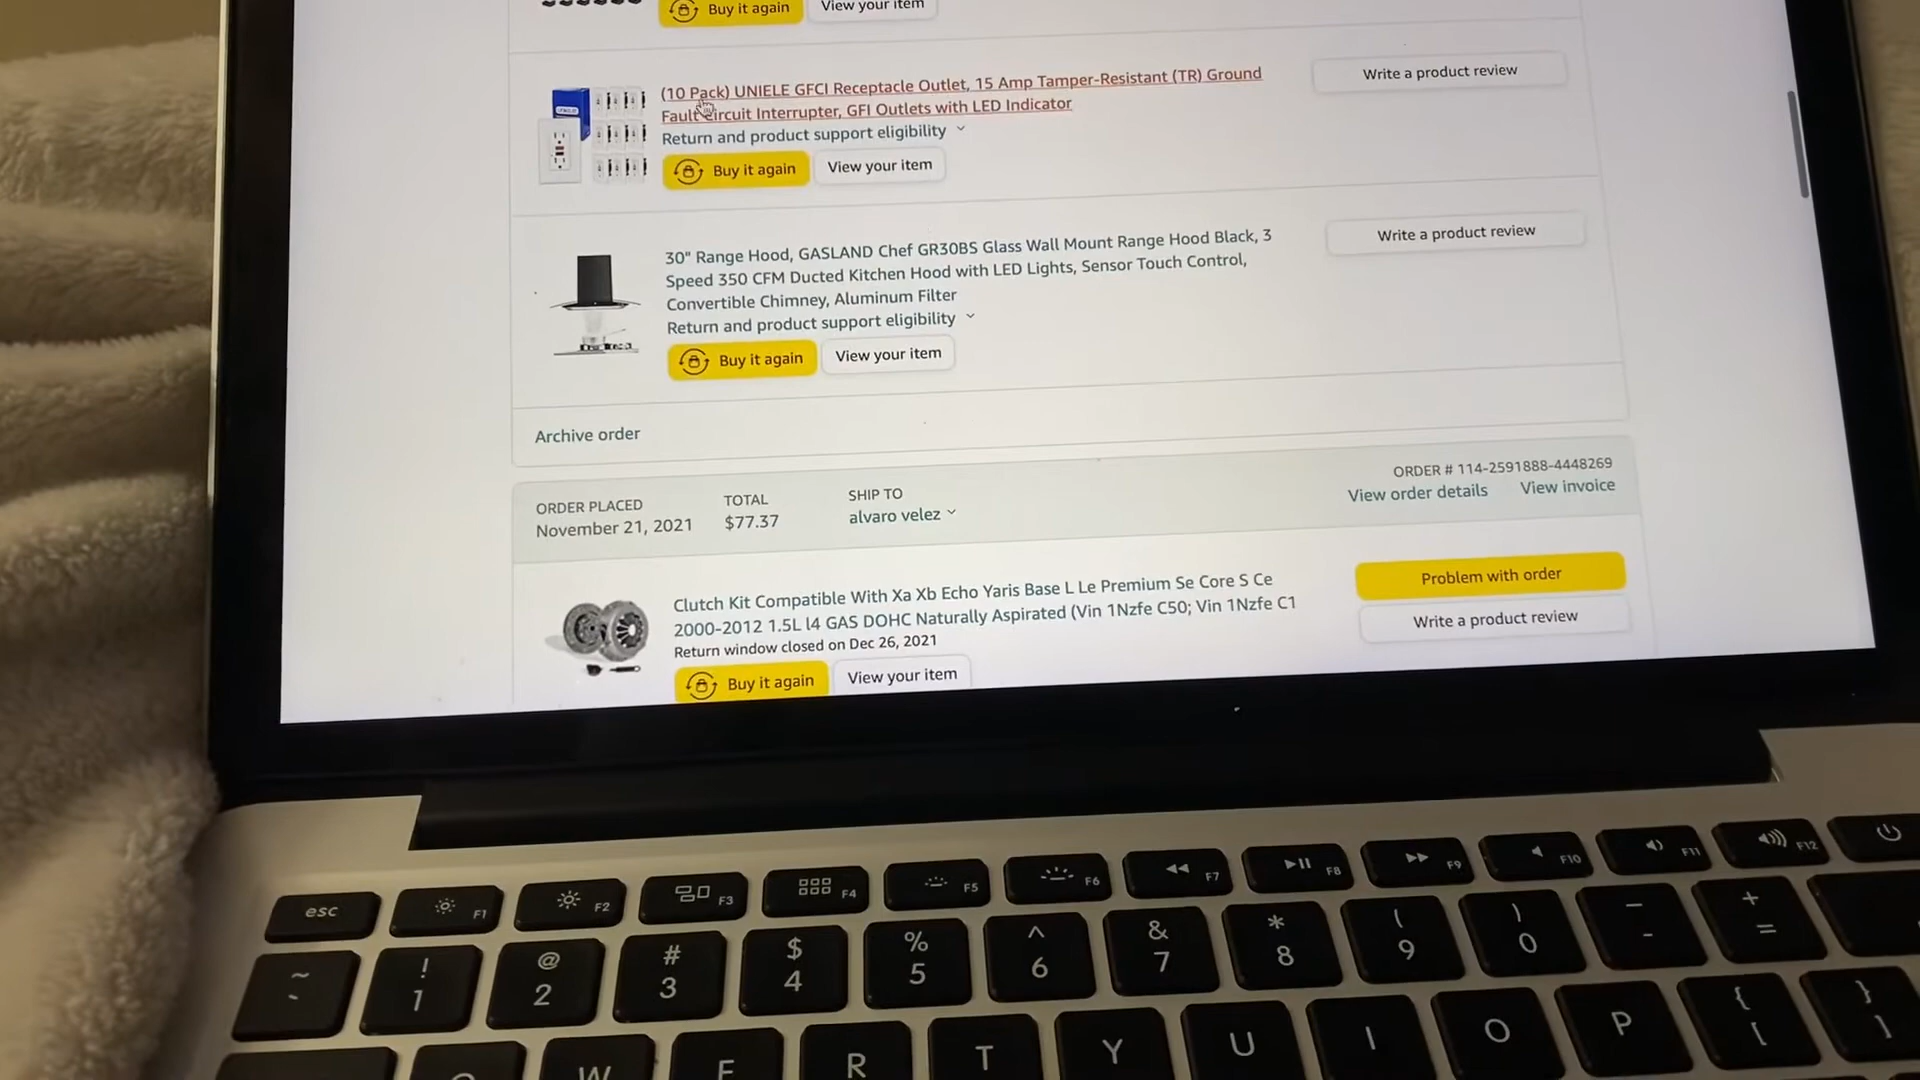 Buy it again
View your item
(10 Pack) UNIELE GFCI Receptacle Outlet, 15 Amp Tamper-Resistant (TR) Ground
Fault Circuit Interrupter, GFI Outlets with LED Indicator
Return and product support eligibility
Buy it again
View your item
Write a product review
30" Range Hood, GASLAND Chef GR30BS Glass Wall Mount Range Hood Black, 3
Speed 350 CFM Ducted Kitchen Hood with LED Lights, Sensor Touch Control,
Convertible Chimney, Aluminum Filter
Return and product support eligibility
Buy it again
View your item
Write a product review
Archive order
ORDER PLACED
November 21, 2021
TOTAL
$77.37
SHIP TO
alvaro velez
ORDER # 114-2591888-4448269
View order details
View invoice
Clutch Kit Compatible With Xa Xb Echo Yaris Base L Le Premium Se Core S Ce
2000-2012 1.5L l4 GAS DOHC Naturally Aspirated (Vin 1Nzfe C50; Vin 1Nzfe C1
Return window closed on Dec 26, 2021
Buy it again
View your item
Problem with order
Write a product review
esc
F1
F2
F3
F4
F5
F6
F7
F8
F9
F10
F11
F12
~
!
1
@
2
#
3
$
4
%
5
^
6
&
7
*
8
(
9
)
0
_
-
+
=
W
R
T
Y
U
I
O
P
{
[
}
]